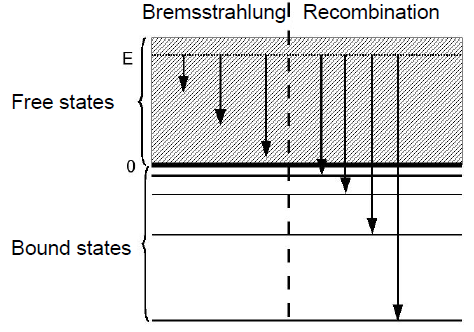 Bremsstrahlung Recombination
E
Free states
0
Bound states